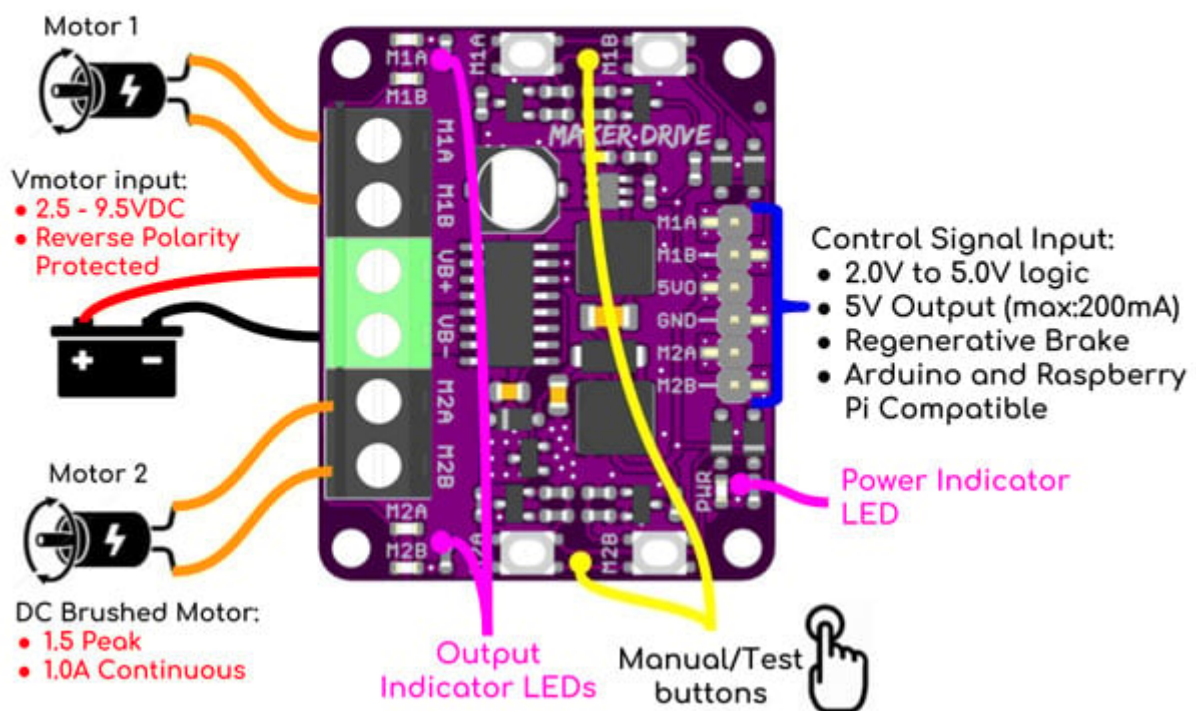 Motor 1
Vmotor input:
• 2.5 - 9.5VDC
• Reverse Polarity
Protected
+ -
Motor 2
DC Brushed Motor:
• 1.5 Peak
• 1.0A Continuous
M1A
M1B
M1A
M1B
MAKER DRIVE
M1A
M1B
VB+
VB-
M2A
M2B
M1A
M1B
5VO
GND
M2A
M2B
PWR
M2A
M2B
2A
M2B
Control Signal Input:
• 2.0V to 5.0V logic
• 5V Output (max:200mA)
• Regenerative Brake
• Arduino and Raspberry
Pi Compatible
Power Indicator
LED
Output
Indicator LEDs
Manual/Test
buttons